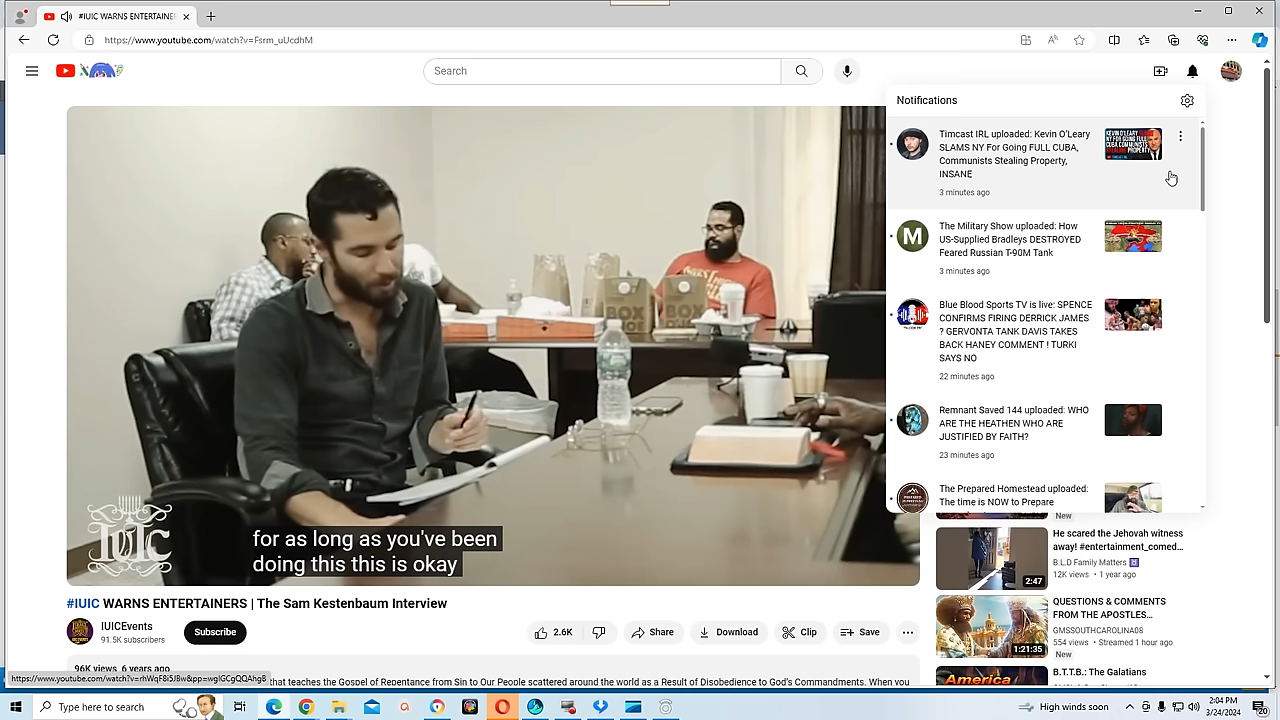 #IUIC WARNS ENTERTAINER
https://www.youtube.com/watch?v=Fsrm_uUcdhM
Search
Notifications
Timcast IRL uploaded: Kevin O'Leary
SLAMS NY For Going FULL CUBA,
Communists Stealing Property,
INSANE
3 minutes ago
M
The Military Show uploaded: How
US-Supplied Bradleys DESTROYED
Feared Russian T-90M Tank
3 minutes ago
Blue Blood Sports TV is live: SPENCE
CONFIRMS FIRING DERRICK JAMES
? GERVONTA TANK DAVIS TAKES
BACK HANEY COMMENT ! TURKI
SAYS NO
22 minutes ago
Remnant Saved 144 uploaded: WHO
ARE THE HEATHEN WHO ARE
JUSTIFIED BY FAITH?
23 minutes ago
The Prepared Homestead uploaded:
The time is NOW to Prepare
New
IUIC
for as long as you've been
doing this this is okay
He scared the Jehovah witness
away! #entertainment_comed...
B.L.D Family Matters
12K views • 1 year ago
2:47
QUESTIONS & COMMENTS
FROM THE APOSTLES...
GMSSOUTHCAROLINA08
554 views • Streamed 1 hour ago
New
1:21:35
B.T.T.B.: The Galatians
America
#IUIC WARNS ENTERTAINERS | The Sam Kestenbaum Interview
IUICEvents
91.5K subscribers
Subscribe
2.6K
Share
Download
Clip
Save
96K views 6 years ago
that teaches the Gospel of Repentance from Sin to Our People scattered around the world as a Result of Disobedience to God's Commandments. When you
Type here to search
High winds soon
2:04 PM
3/24/2024
20